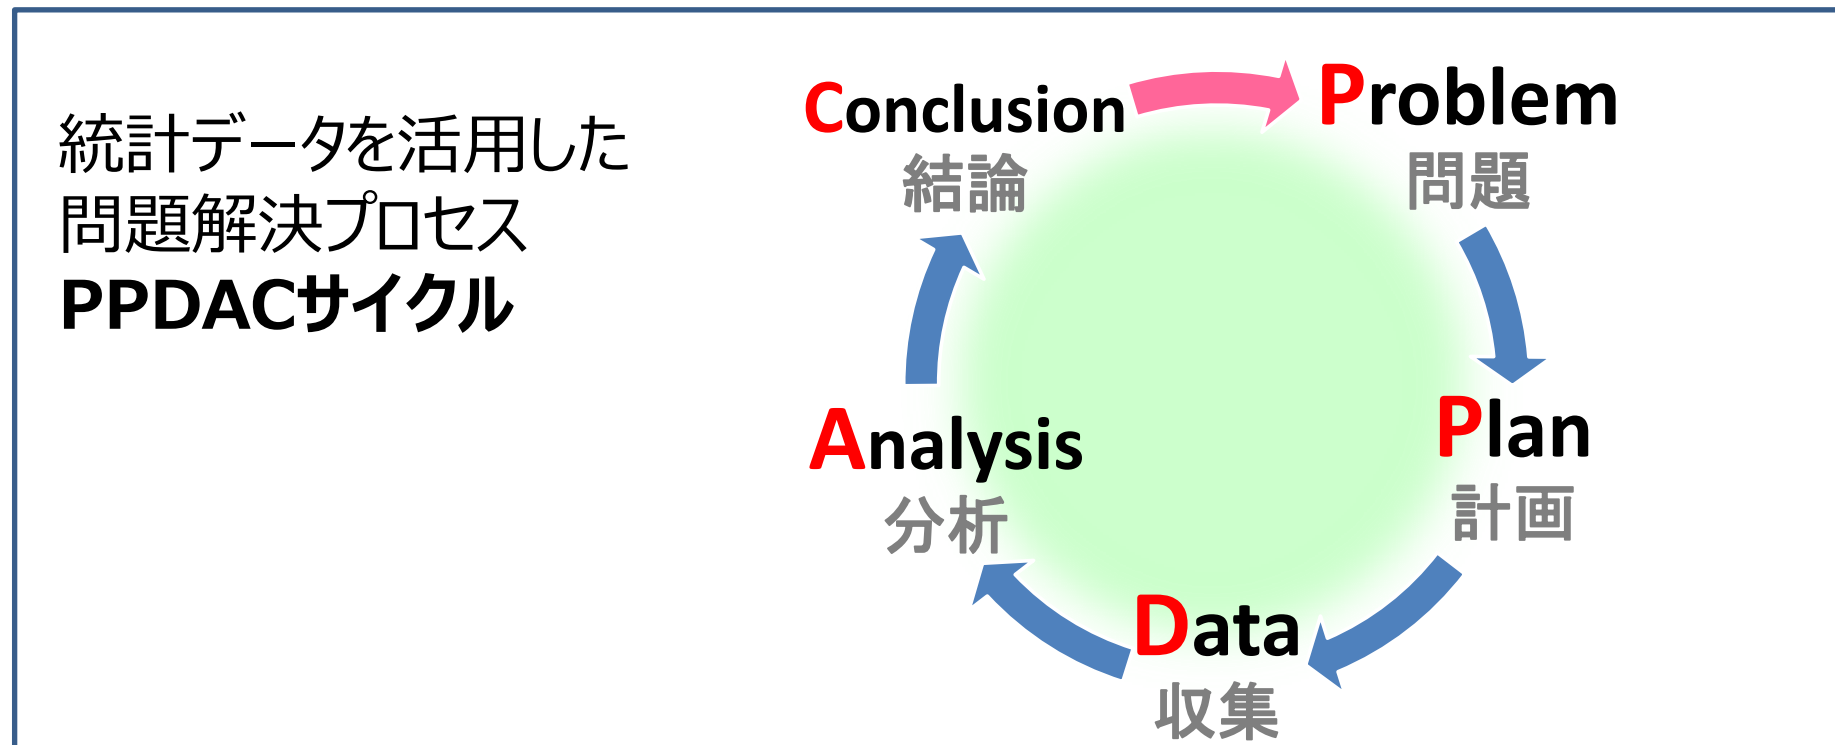 統計データを活用した
問題解決プロセス
PPDACサイクル
Problem
問題
Plan
計画
Data
収集
Analysis
分析
Conclusion
結論